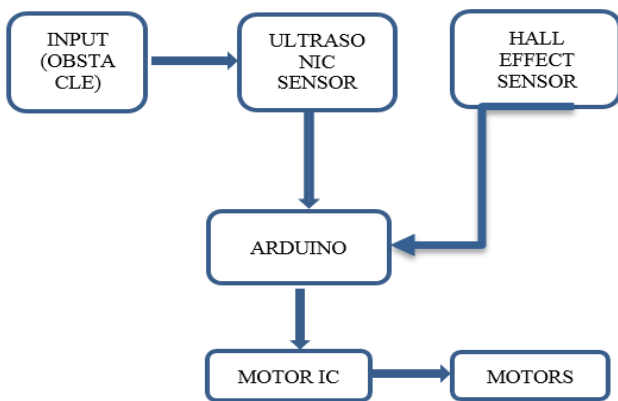 INPUT
(OBSTA
CLE)
ULTRASO
NIC
SENSOR
HALL
EFFECT
SENSOR
ARDUINO
MOTOR IC
MOTORS